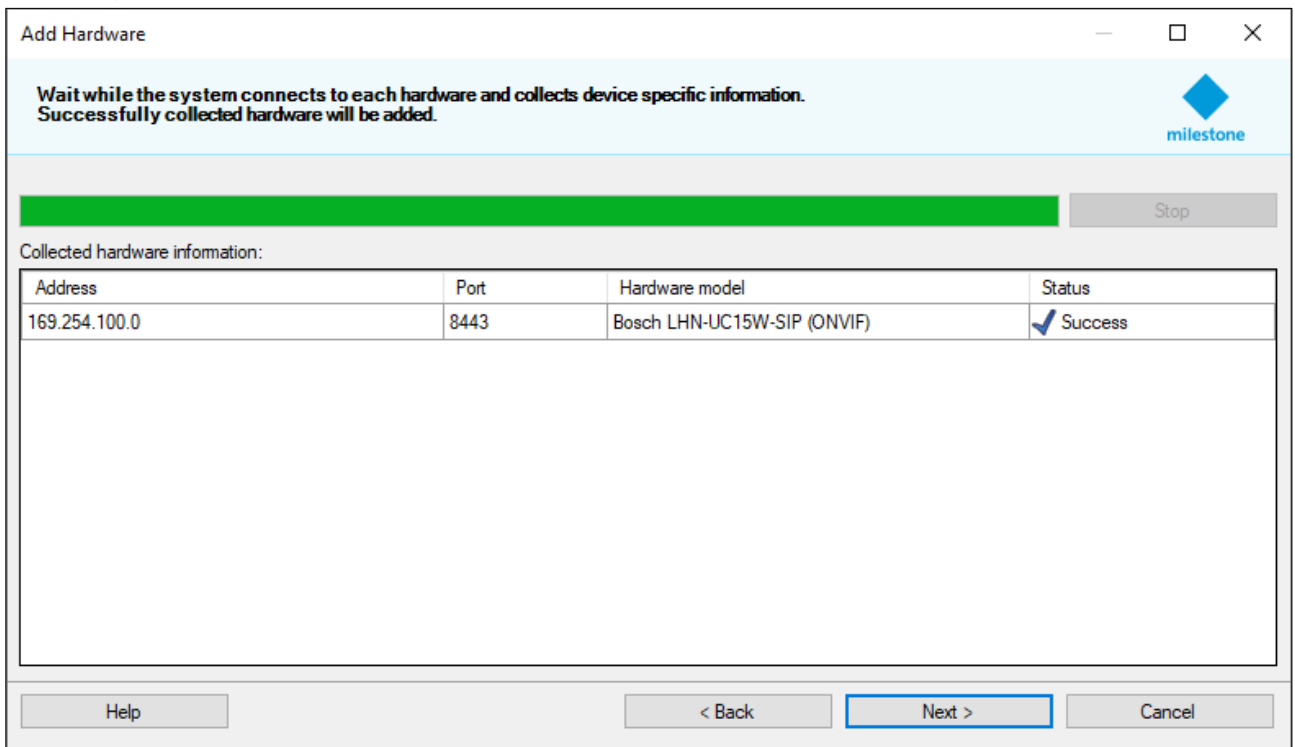 Add Hardware
Wait while the system connects to each hardware and collects device specific information.
Successfully collected hardware will be added.
milestone
Stop
Collected hardware information:
Address Port Hardware model Status
169.254.100.0 8443 Bosch LHN-UC15W-SIP (ONVIF) Success
Help < Back Next > Cancel